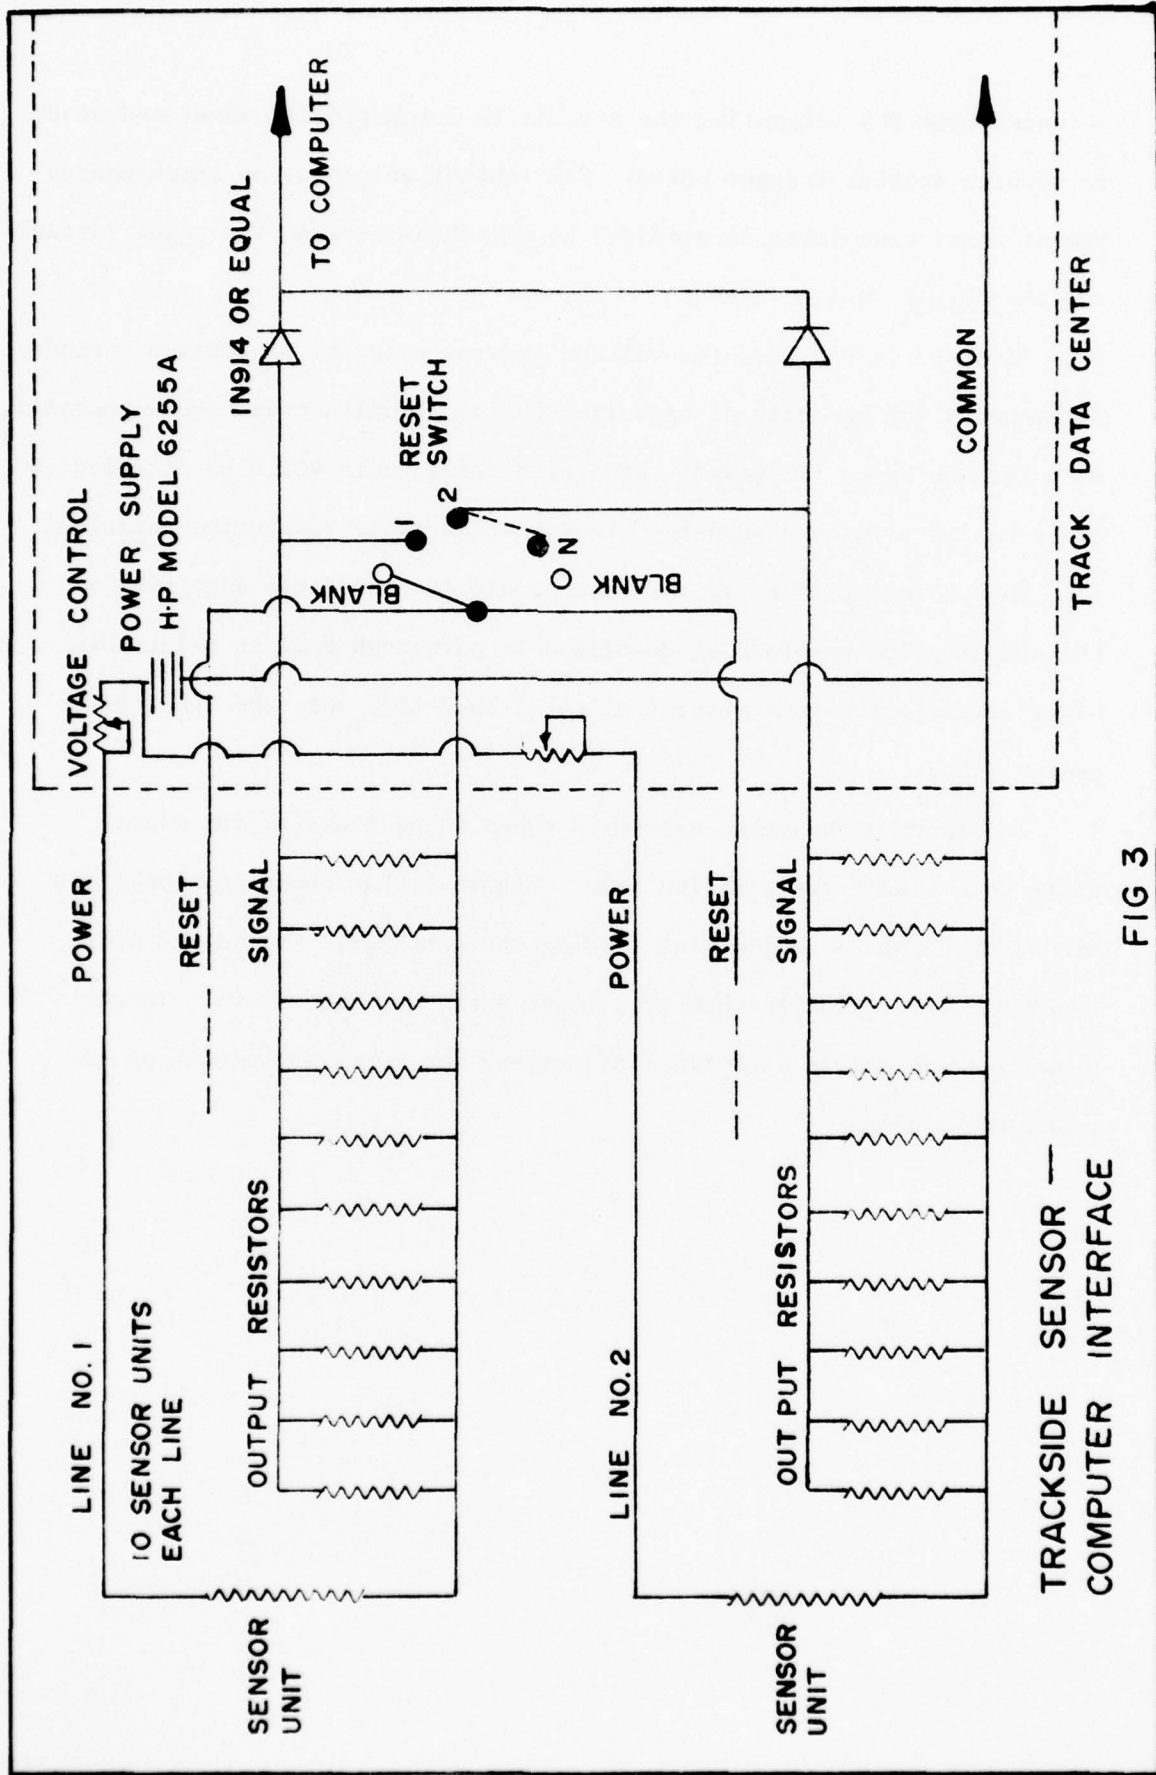 LINE NO. 1
POWER
VOLTAGE CONTROL
POWER SUPPLY
H·P MODEL 6255A
10 SENSOR UNITS
EACH LINE
RESET
IN914 OR EQUAL
TO COMPUTER
SENSOR
UNIT
OUTPUT RESISTORS
SIGNAL
BLANK
1
2
N
RESET
SWITCH
BLANK
LINE NO. 2
POWER
RESET
SENSOR
UNIT
OUTPUT RESISTORS
SIGNAL
COMMON
TRACK DATA CENTER
TRACKSIDE SENSOR —
COMPUTER INTERFACE
FIG 3